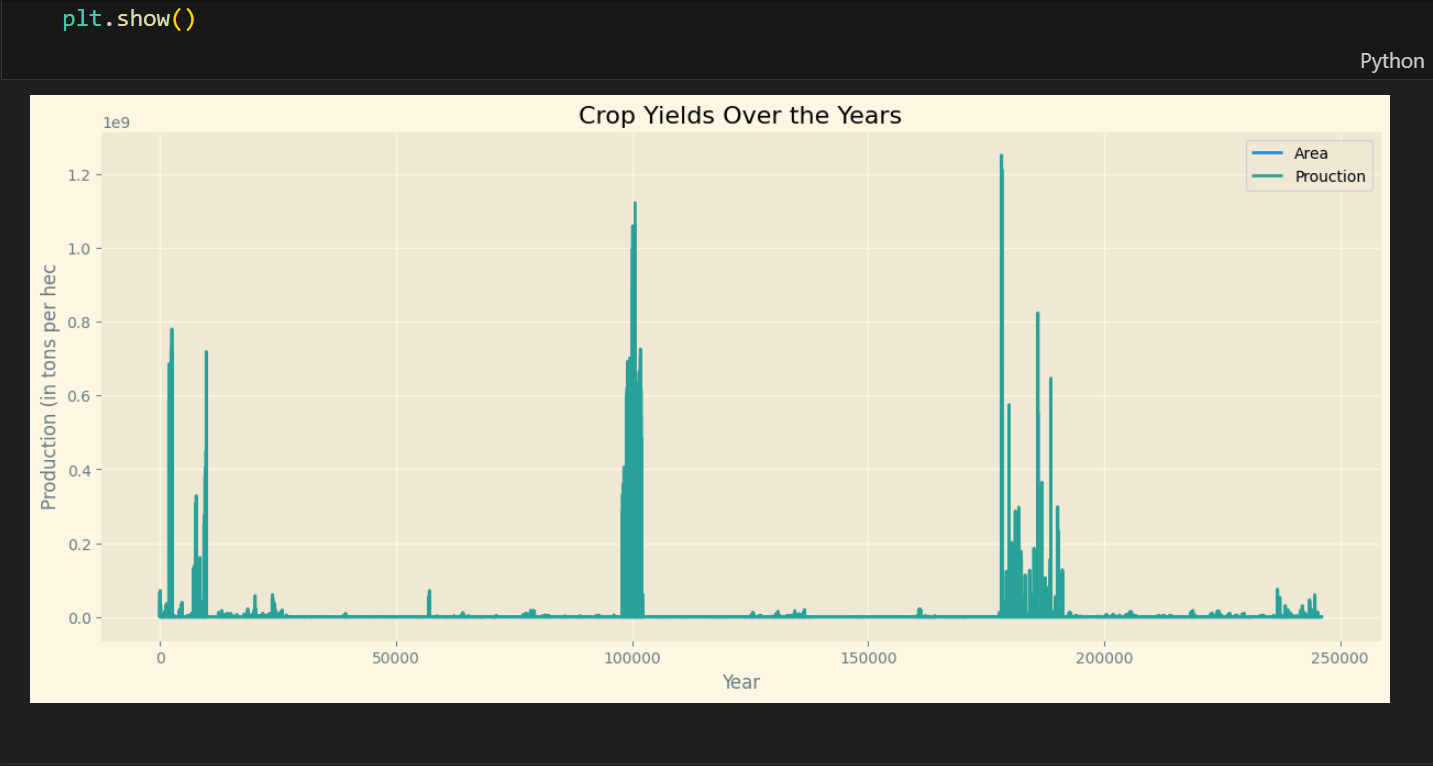 plt.show()
Python
Crop Yields Over the Years
1e9
Area
Prouction
1.2
1.0
0.8
0.6
0.4
0.2
0.0
Production (in tons per hec
0 50000 100000 150000 200000 250000
Year